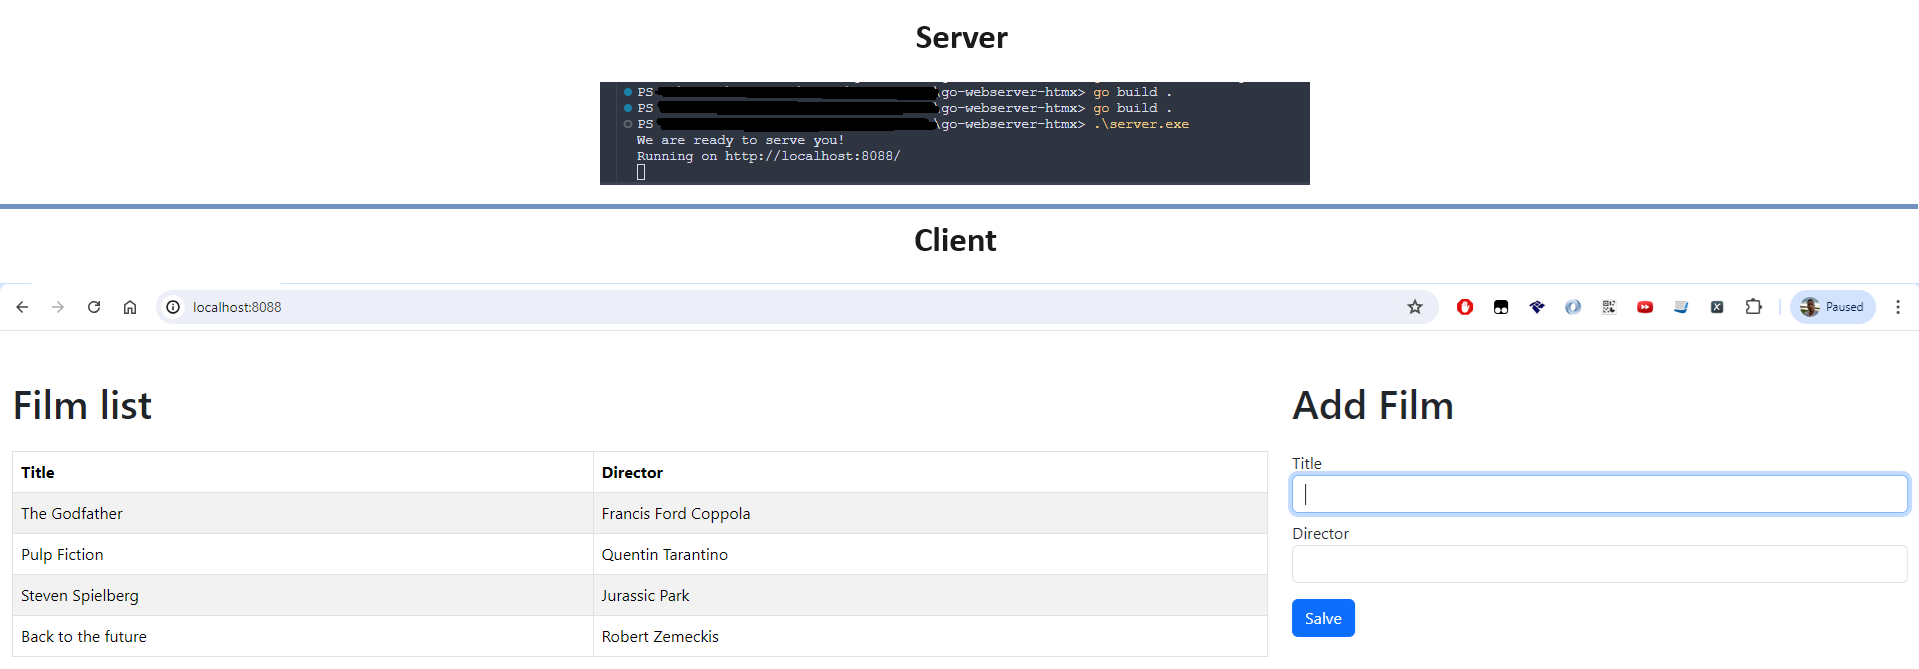 Server
PS \go-webserver-htmx> go build .
PS \go-webserver-htmx> go build .
PS \go-webserver-htmx> .\server.exe
We are ready to serve you!
Running on http://localhost:8088/
Client
localhost:8088
Paused
Film list
Title Director
The Godfather Francis Ford Coppola
Pulp Fiction Quentin Tarantino
Steven Spielberg Jurassic Park
Back to the future Robert Zemeckis
Add Film
Title
Director
Salve